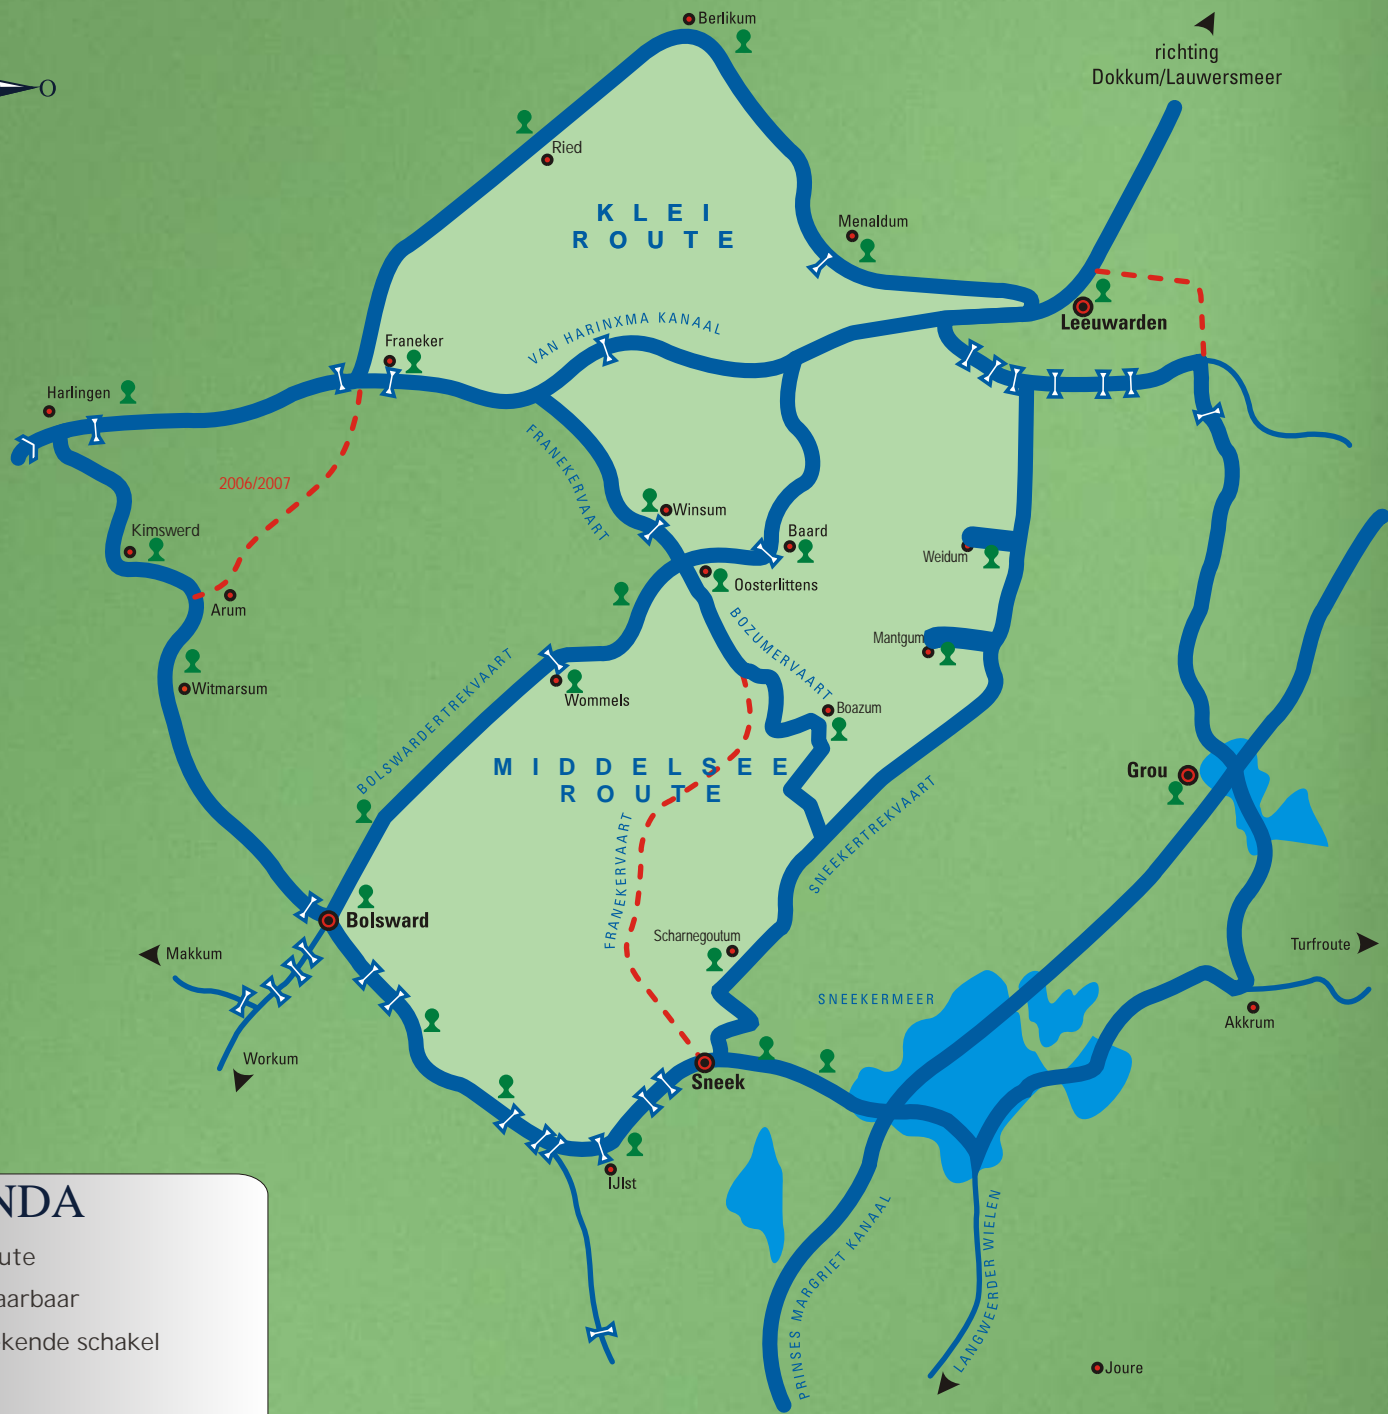 Berlikum
richting
Dokkum/Lauwersmeer
O
Ried
KLEI
ROUTE
Menaldum
Leeuwarden
VAN HARINXMA KANAAL
Franeker
Harlingen
FRANEKERVAART
2006/2007
Winsum
Kimswerd
Baard
Weidum
Oosterlittens
Arum
BOZUMERVAART
Mantgum
BOLSWARDERTREKVAART
Witmarsum
Wommels
Boazum
MIDDELSEE
ROUTE
Grou
SNEEKERTREKVAART
FRANEKERVAART
Bolsward
Scharnegoutum
Makkum
Turfroute
SNEEKERMEER
Akkrum
Workum
Sneek
IJlst
PRINSES MARGRIET KANAAL
LANGWEERDER WIELEN
Joure
NDA
ute
aarbaar
kende schakel